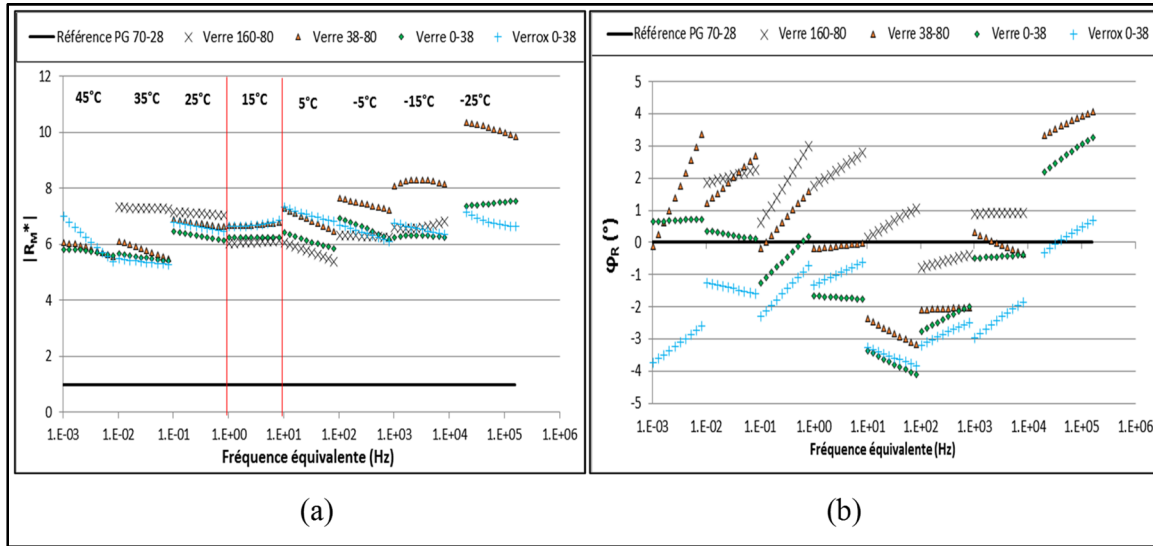 Référence PG 70-28 Verre 160-80 Verre 38-80 Verre 0-38 Verrox 0-38
|R_M*|
12
10
8
6
4
2
0
45°C 35°C 25°C 15°C 5°C -5°C -15°C -25°C
1.E-03 1.E-02 1.E-01 1.E+00 1.E+01 1.E+02 1.E+03 1.E+04 1.E+05 1.E+06
Fréquence équivalente (Hz)
(a)
Référence PG 70-28 Verre 160-80 Verre 38-80 Verre 0-38 Verrox 0-38
φ_R (°)
5
4
3
2
1
0
-1
-2
-3
-4
-5
1.E-03 1.E-02 1.E-01 1.E+00 1.E+01 1.E+02 1.E+03 1.E+04 1.E+05 1.E+06
Fréquence équivalente (Hz)
(b)